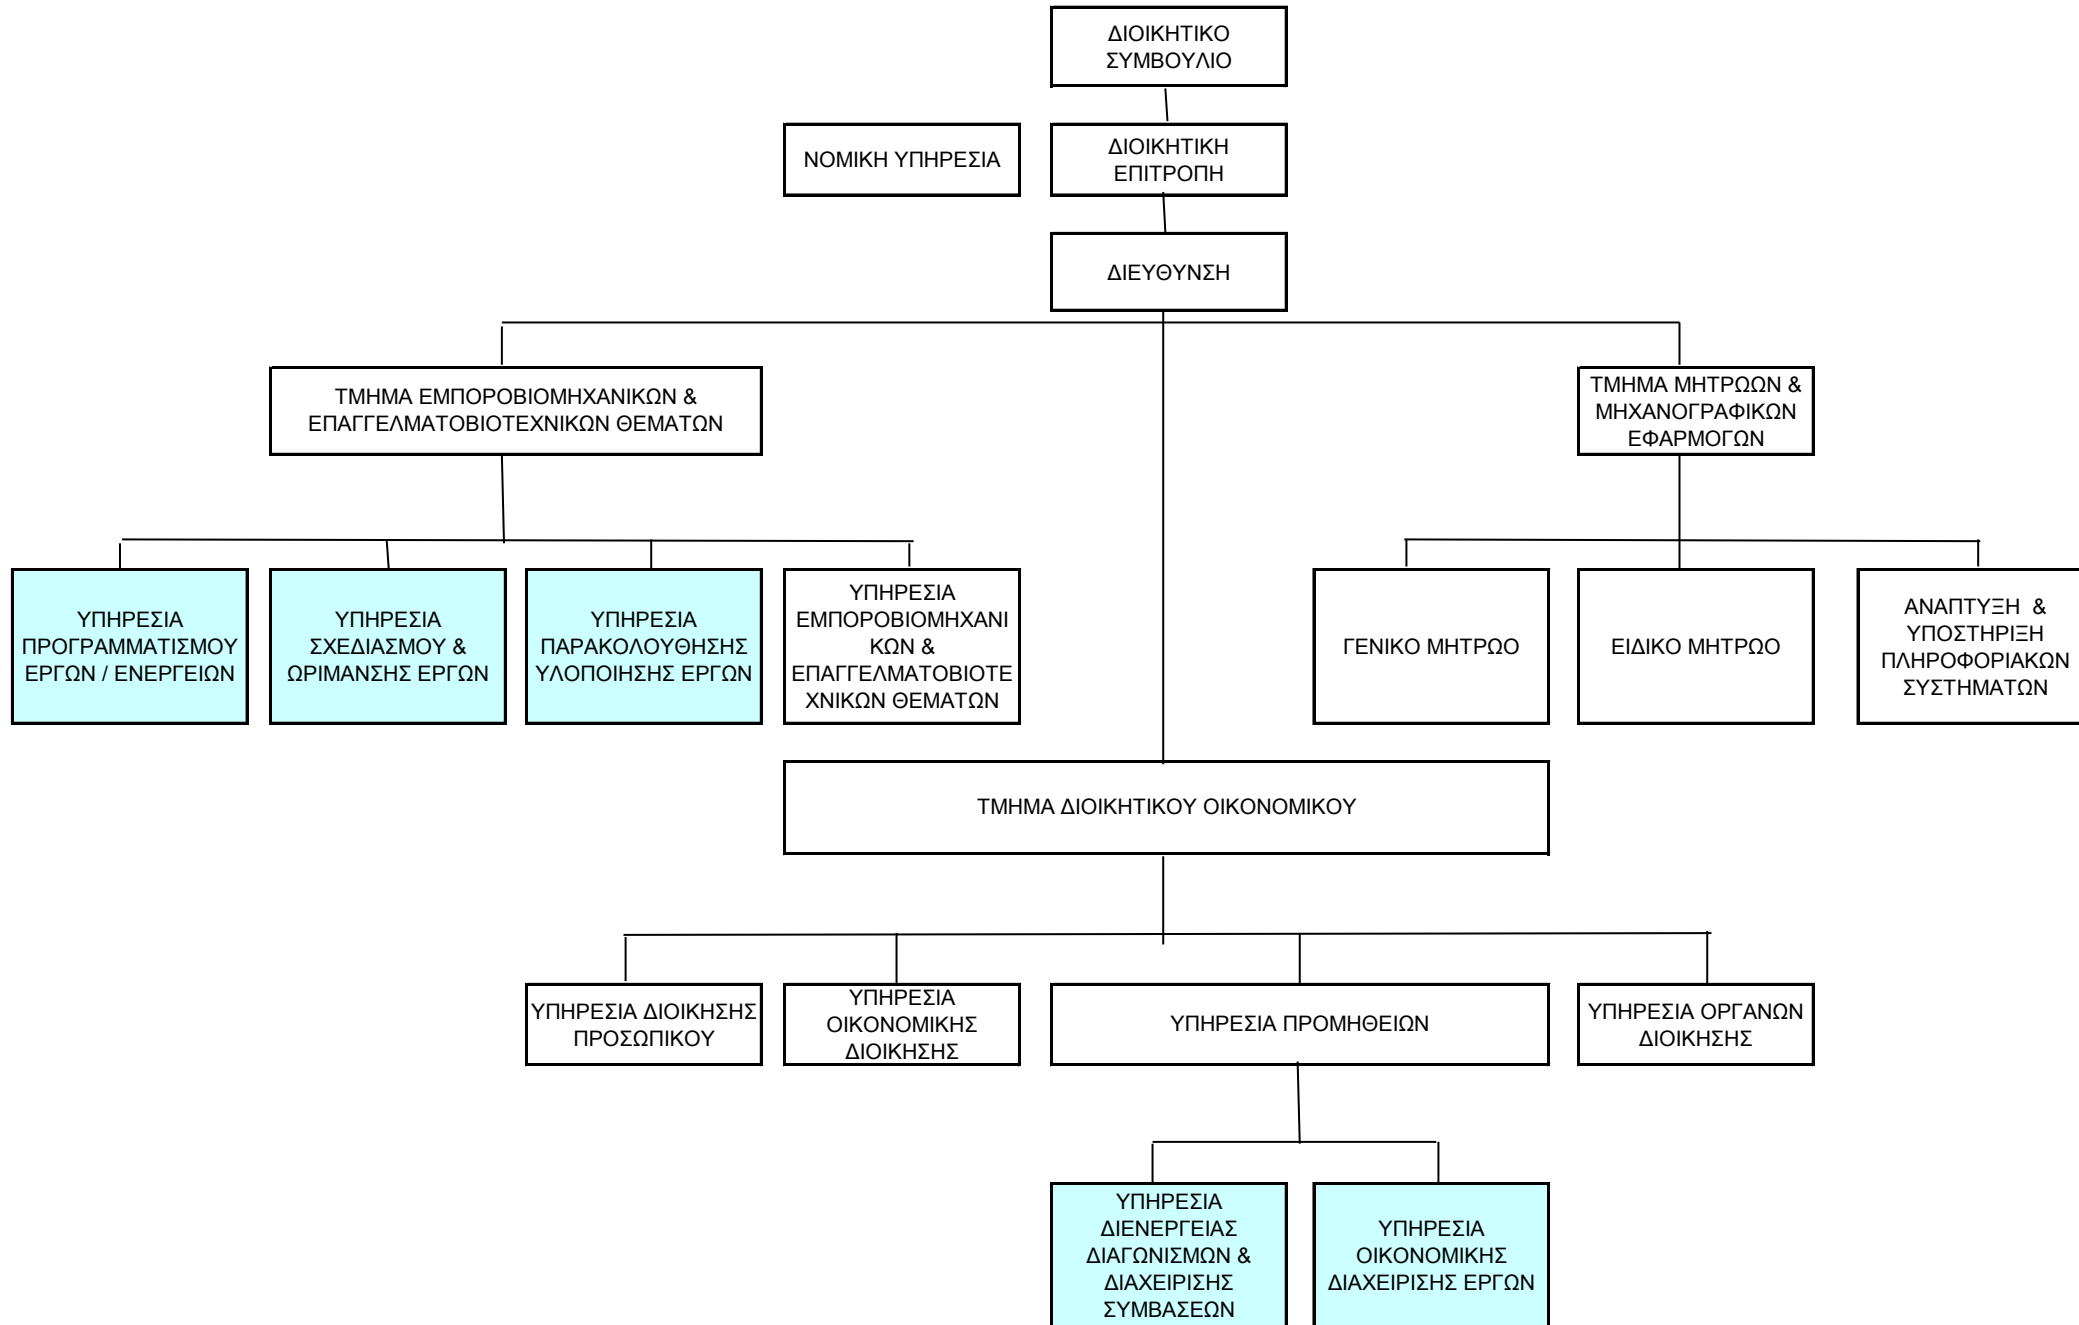 ΔΙΟΙΚΗΤΙΚΟ
ΣΥΜΒΟΥΛΙΟ
ΝΟΜΙΚΗ ΥΠΗΡΕΣΙΑ
ΔΙΟΙΚΗΤΙΚΗ
ΕΠΙΤΡΟΠΗ
ΔΙΕΥΘΥΝΣΗ
ΤΜΗΜΑ ΕΜΠΟΡΟΒΙΟΜΗΧΑΝΙΚΩΝ &
ΕΠΑΓΓΕΛΜΑΤΟΒΙΟΤΕΧΝΙΚΩΝ ΘΕΜΑΤΩΝ
ΤΜΗΜΑ ΜΗΤΡΩΩΝ &
ΜΗΧΑΝΟΓΡΑΦΙΚΩΝ
ΕΦΑΡΜΟΓΩΝ
ΥΠΗΡΕΣΙΑ
ΠΡΟΓΡΑΜΜΑΤΙΣΜΟΥ
ΕΡΓΩΝ / ΕΝΕΡΓΕΙΩΝ
ΥΠΗΡΕΣΙΑ
ΣΧΕΔΙΑΣΜΟΥ &
ΩΡΙΜΑΝΣΗΣ ΕΡΓΩΝ
ΥΠΗΡΕΣΙΑ
ΠΑΡΑΚΟΛΟΥΘΗΣΗΣ
ΥΛΟΠΟΙΗΣΗΣ ΕΡΓΩΝ
ΥΠΗΡΕΣΙΑ
ΕΜΠΟΡΟΒΙΟΜΗΧΑΝΙ
ΚΩΝ &
ΕΠΑΓΓΕΛΜΑΤΟΒΙΟΤΕ
ΧΝΙΚΩΝ ΘΕΜΑΤΩΝ
ΓΕΝΙΚΟ ΜΗΤΡΩΟ
ΕΙΔΙΚΟ ΜΗΤΡΩΟ
ΑΝΑΠΤΥΞΗ &
ΥΠΟΣΤΗΡΙΞΗ
ΠΛΗΡΟΦΟΡΙΑΚΩΝ
ΣΥΣΤΗΜΑΤΩΝ
ΤΜΗΜΑ ΔΙΟΙΚΗΤΙΚΟΥ ΟΙΚΟΝΟΜΙΚΟΥ
ΥΠΗΡΕΣΙΑ ΔΙΟΙΚΗΣΗΣ
ΠΡΟΣΩΠΙΚΟΥ
ΥΠΗΡΕΣΙΑ
ΟΙΚΟΝΟΜΙΚΗΣ
ΔΙΟΙΚΗΣΗΣ
ΥΠΗΡΕΣΙΑ ΠΡΟΜΗΘΕΙΩΝ
ΥΠΗΡΕΣΙΑ ΟΡΓΑΝΩΝ
ΔΙΟΙΚΗΣΗΣ
ΥΠΗΡΕΣΙΑ
ΔΙΕΝΕΡΓΕΙΑΣ
ΔΙΑΓΩΝΙΣΜΩΝ &
ΔΙΑΧΕΙΡΙΣΗΣ
ΣΥΜΒΑΣΕΩΝ
ΥΠΗΡΕΣΙΑ
ΟΙΚΟΝΟΜΙΚΗΣ
ΔΙΑΧΕΙΡΙΣΗΣ ΕΡΓΩΝ